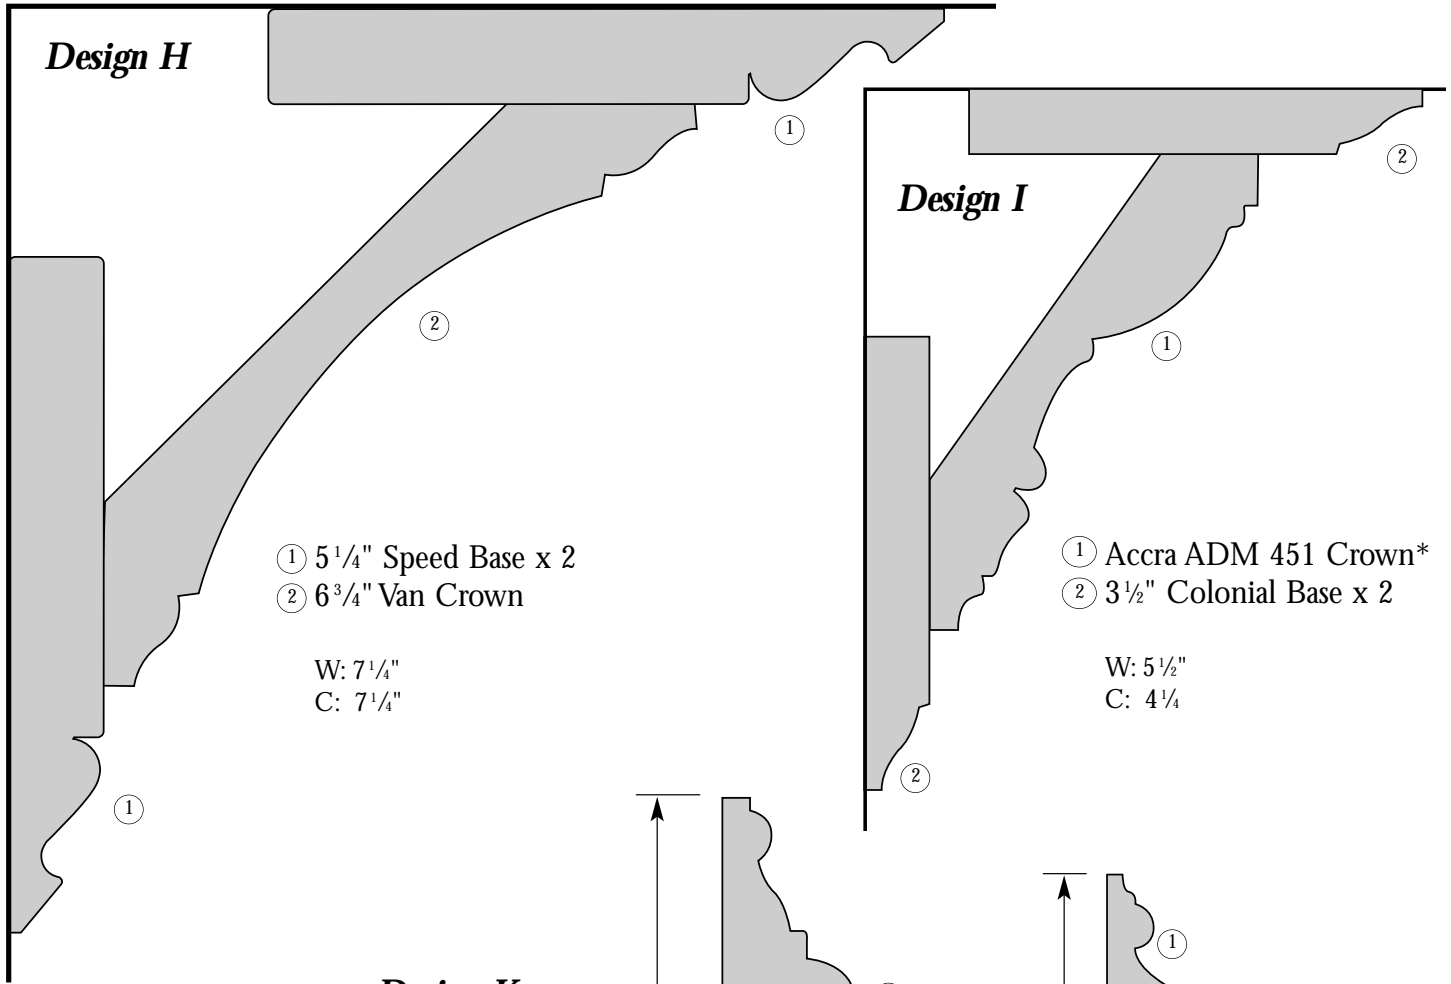 Design H
①
②
① 5 1/4" Speed Base x 2
② 6 3/4" Van Crown
W: 7 1/4"
C: 7 1/4"
①
②
Design I
①
① Accra ADM 451 Crown*
② 3 1/2" Colonial Base x 2
W: 5 1/2"
C: 4 1/4
②
①
Design K